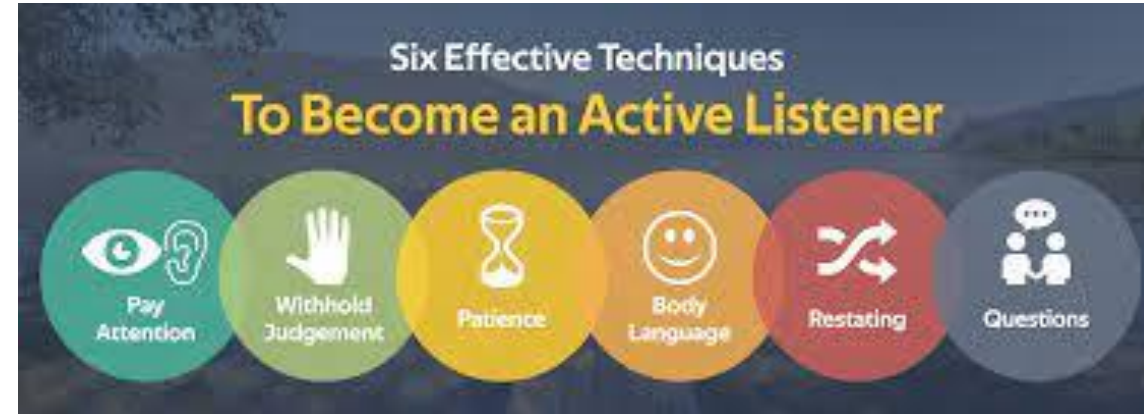 Six Effective Techniques
To Become an Active Listener
Pay
Attention
Withhold
Judgement
Patience
Body
Language
Restating
Questions